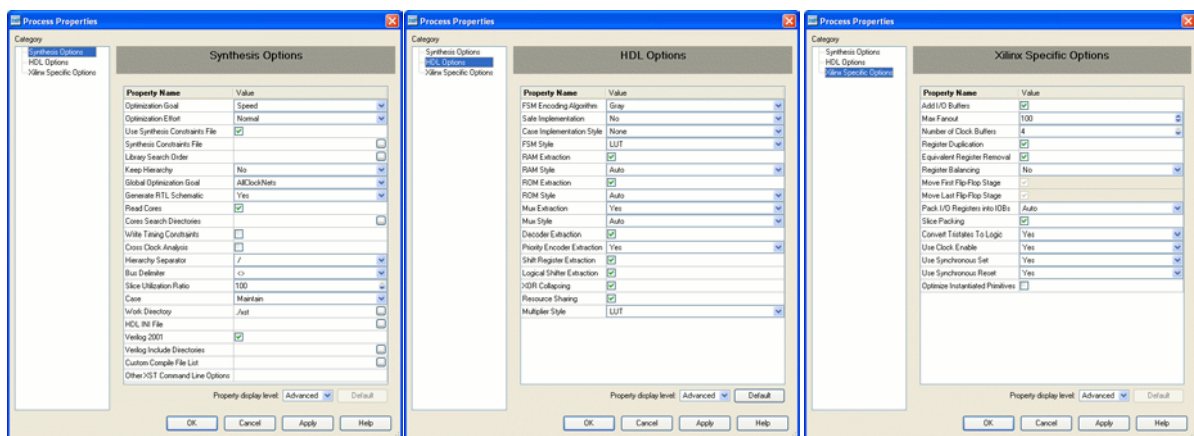 Process Properties
Category
Synthesis Options
HDL Options
Xilinx Specific Options
Synthesis Options
Property Name Value
Optimization Goal Speed
Optimization Effort Normal
Use Synthesis Constraints File
Synthesis Constraints File
Library Search Order
Keep Hierarchy No
Global Optimization Goal AllClockNets
Generate RTL Schematic Yes
Read Cores
Cores Search Directories
Write Timing Constraints
Cross Clock Analysis
Hierarchy Separator /
Bus Delimiter <>
Slice Utilization Ratio 100
Case Maintain
Work Directory ./xst
HDL INI File
Verilog 2001
Verilog Include Directories
Custom Compile File List
Other XST Command Line Options
Property display level: Advanced Default
OK Cancel Apply Help
Process Properties
Category
Synthesis Options
HDL Options
Xilinx Specific Options
HDL Options
Property Name Value
FSM Encoding Algorithm Gray
Safe Implementation No
Case Implementation Style None
FSM Style LUT
RAM Extraction
RAM Style Auto
ROM Extraction
ROM Style Auto
Mux Extraction Yes
Mux Style Auto
Decoder Extraction
Priority Encoder Extraction Yes
Shift Register Extraction
Logical Shifter Extraction
XOR Collapsing
Resource Sharing
Multiplier Style LUT
Property display level: Advanced Default
OK Cancel Apply Help
Process Properties
Category
Synthesis Options
HDL Options
Xilinx Specific Options
Xilinx Specific Options
Property Name Value
Add I/O Buffers
Max Fanout 100
Number of Clock Buffers 4
Register Duplication
Equivalent Register Removal
Register Balancing No
Move First Flip-Flop Stage
Move Last Flip-Flop Stage
Pack I/O Registers into IOBs Auto
Slice Packing
Convert Tristates To Logic Yes
Use Clock Enable Yes
Use Synchronous Set Yes
Use Synchronous Reset Yes
Optimize Instantiated Primitives
Property display level: Advanced Default
OK Cancel Apply Help